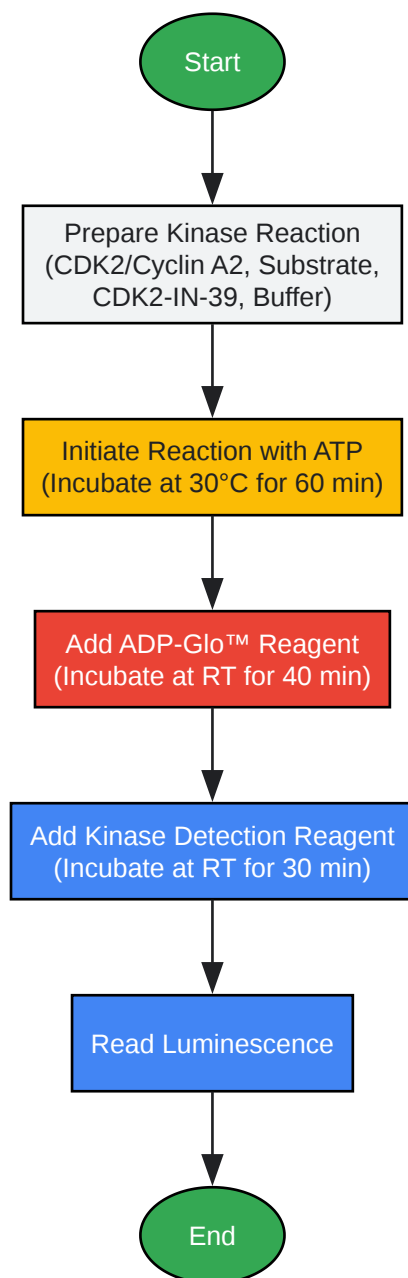 Start
Prepare Kinase Reaction
(CDK2/Cyclin A2, Substrate,
CDK2-IN-39, Buffer)
Initiate Reaction with ATP
(Incubate at 30°C for 60 min)
Add ADP-Glo™ Reagent
(Incubate at RT for 40 min)
Add Kinase Detection Reagent
(Incubate at RT for 30 min)
Read Luminescence
End